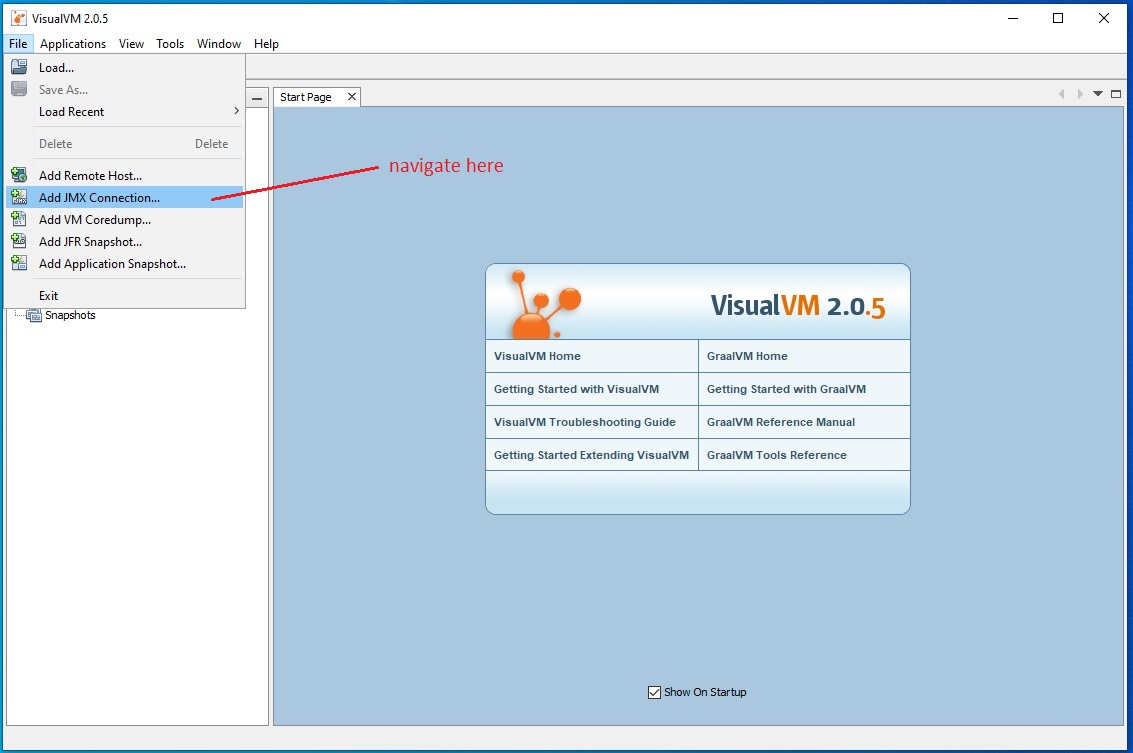 VisualVM 2.0.5
File Applications View Tools Window Help
Load...
Save As...
Load Recent
Delete Delete
Add Remote Host...
Add JMX Connection...
Add VM Coredump...
Add JFR Snapshot...
Add Application Snapshot...
Exit
Snapshots
Start Page
navigate here
VisualVM 2.0.5
VisualVM Home GraalVM Home
Getting Started with VisualVM Getting Started with GraalVM
VisualVM Troubleshooting Guide GraalVM Reference Manual
Getting Started Extending VisualVM GraalVM Tools Reference
Show On Startup